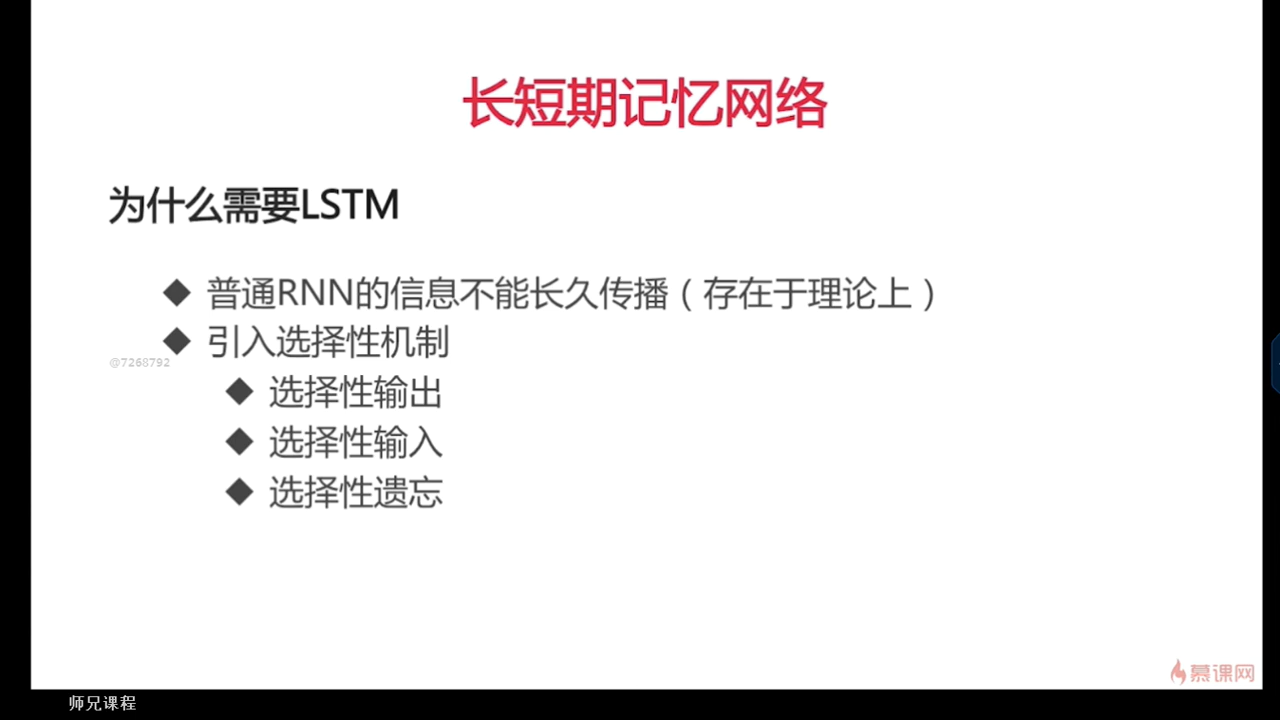 长短期记忆网络
为什么需要LSTM
◆ 普通RNN的信息不能长久传播（存在于理论上）
◆ 引入选择性机制
@7268792
◆ 选择性输出
◆ 选择性输入
◆ 选择性遗忘
慕课网
师兄课程